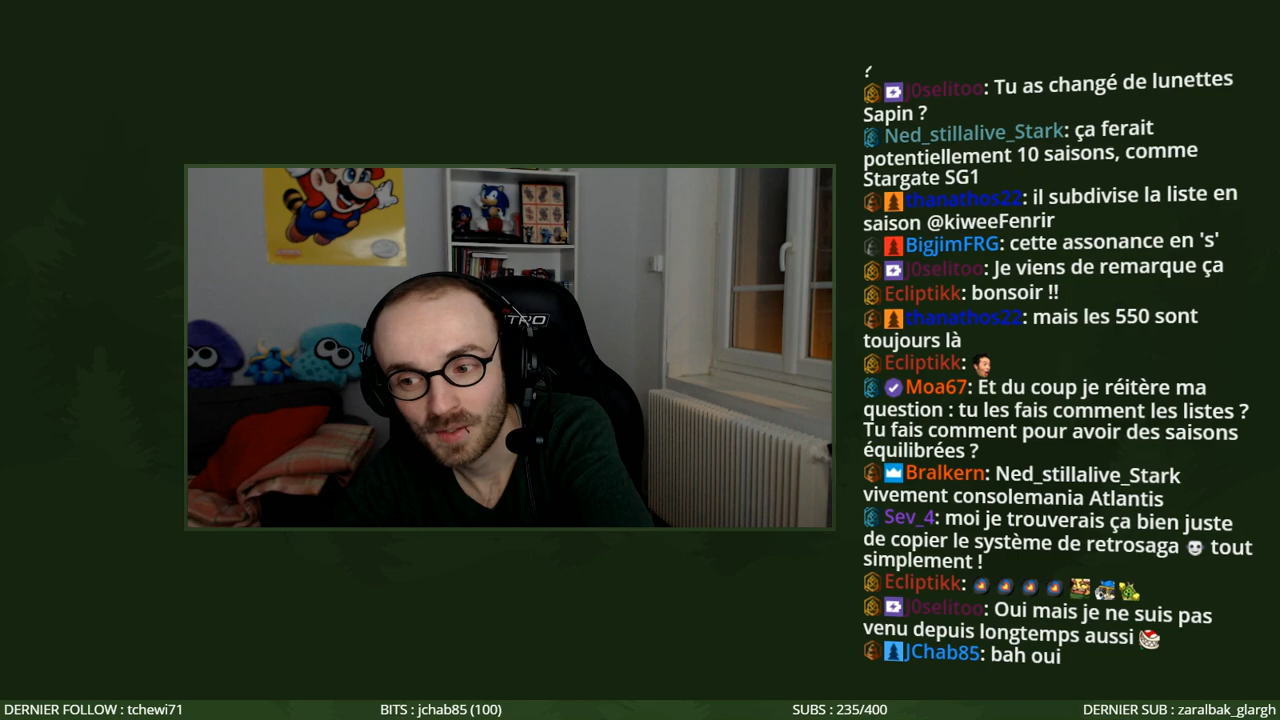 ?
J0selitoo: Tu as changé de lunettes
Sapin ?
Ned_stillalive_Stark: ça ferait
potentiellement 10 saisons, comme
Stargate SG1
thanathos22: il subdivise la liste en
saison @kiweeFenrir
BigjimFRG: cette assonance en 's'
J0selitoo: Je viens de remarque ça
Ecliptikk: bonsoir !!
thanathos22: mais les 550 sont
toujours là
Ecliptikk:
Moa67: Et du coup je réitère ma
question : tu les fais comment les listes ?
Tu fais comment pour avoir des saisons
équilibrées ?
Bralkern: Ned_stillalive_Stark
vivement consolemania Atlantis
Sev_4: moi je trouverais ça bien juste
de copier le système de retrosaga tout
simplement !
Ecliptikk:
J0selitoo: Oui mais je ne suis pas
venu depuis longtemps aussi
JChab85: bah oui
DERNIER FOLLOW : tchewi71
BITS : jchab85 (100)
SUBS : 235/400
DERNIER SUB : zaralbak_glargh